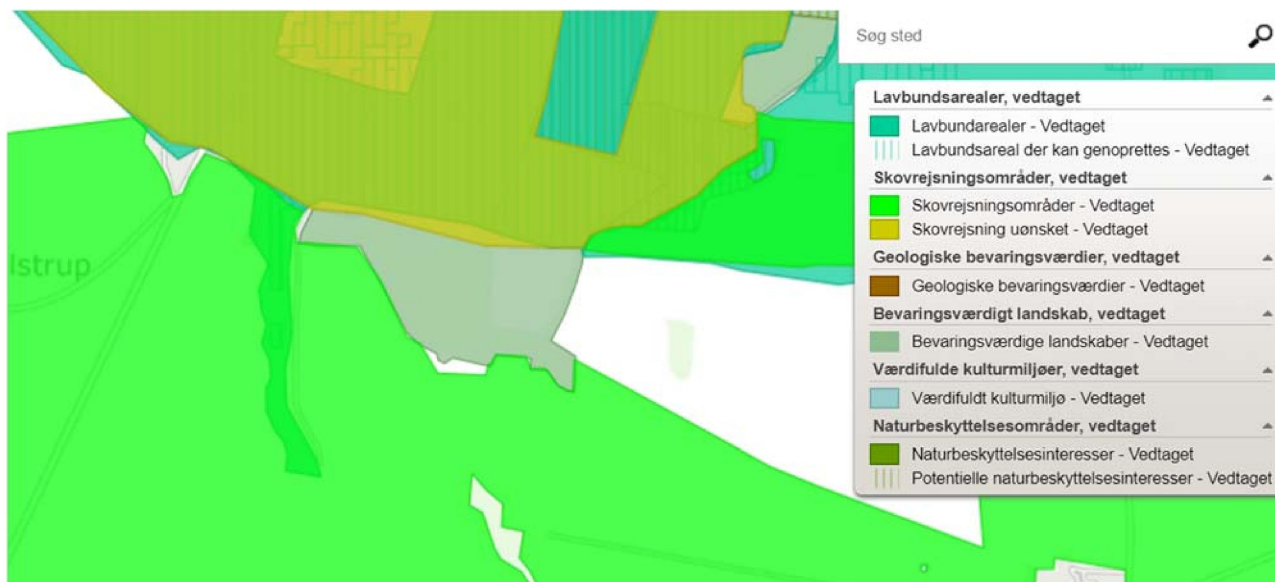 Søg sted
Lavbundsarealer, vedtaget
Lavbundarealer - Vedtaget
Lavbundsareal der kan genoprettes - Vedtaget
Skovrejsningsområder, vedtaget
Skovrejsningsområder - Vedtaget
Skovrejsning uønsket - Vedtaget
Geologiske bevaringsværdier, vedtaget
Geologiske bevaringsværdier - Vedtaget
Bevaringsværdigt landskab, vedtaget
Bevaringsværdige landskaber - Vedtaget
Værdifulde kulturmiljøer, vedtaget
Værdifuldt kulturmiljø - Vedtaget
Naturbeskyttelsesområder, vedtaget
Naturbeskyttelsesinteresser - Vedtaget
Potentielle naturbeskyttelsesinteresser - Vedtaget
lstrup